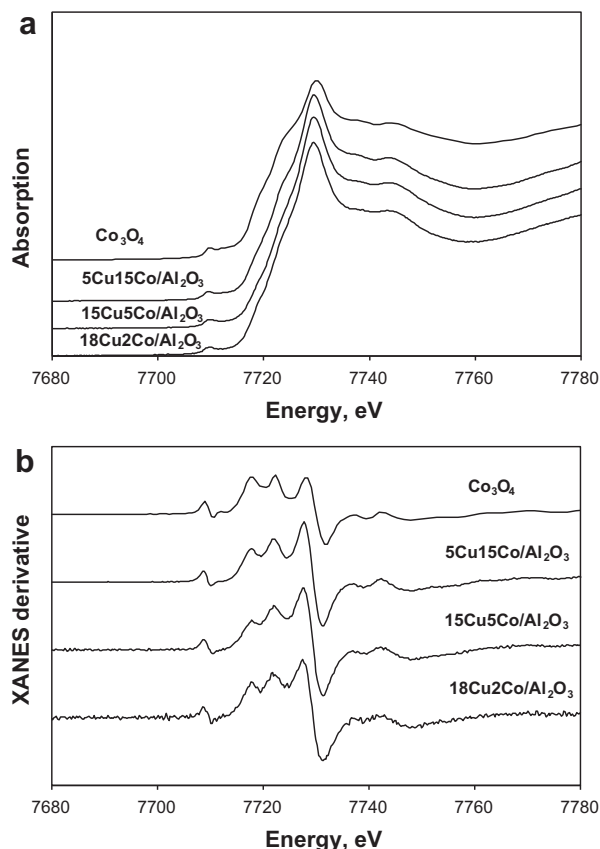 a
Absorption
Co₃O₄
5Cu15Co/Al₂O₃
15Cu5Co/Al₂O₃
18Cu2Co/Al₂O₃
7680 7700 7720 7740 7760 7780
Energy, eV
b
XANES derivative
Co₃O₄
5Cu15Co/Al₂O₃
15Cu5Co/Al₂O₃
18Cu2Co/Al₂O₃
7680 7700 7720 7740 7760 7780
Energy, eV